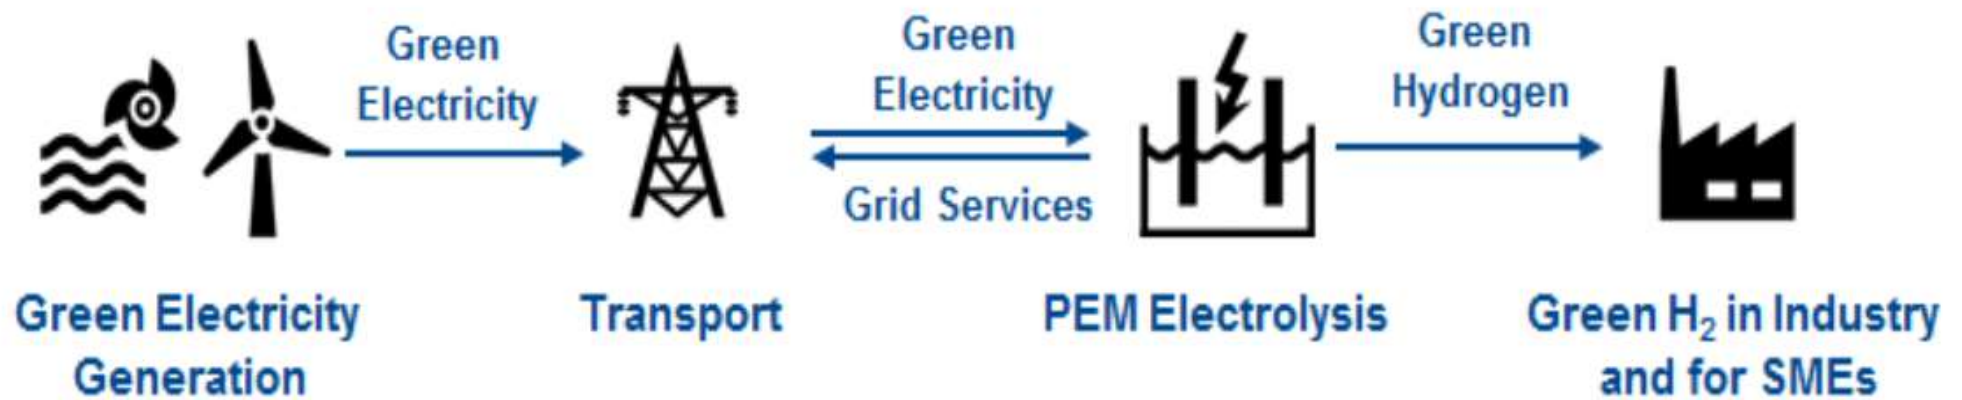 Green
Electricity
Green
Electricity
Grid Services
Green
Hydrogen
Green Electricity
Generation
Transport
PEM Electrolysis
Green H₂ in Industry
and for SMEs